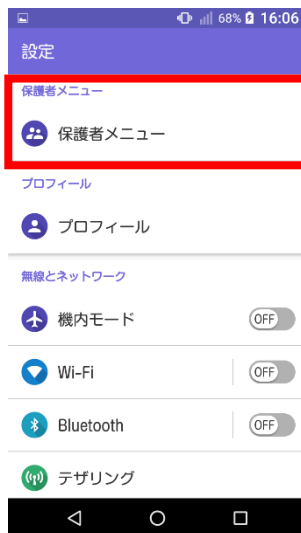 68% 16:06
設定
保護者メニュー
保護者メニュー
プロフィール
プロフィール
無線とネットワーク
機内モード OFF
Wi-Fi OFF
Bluetooth OFF
テザリング